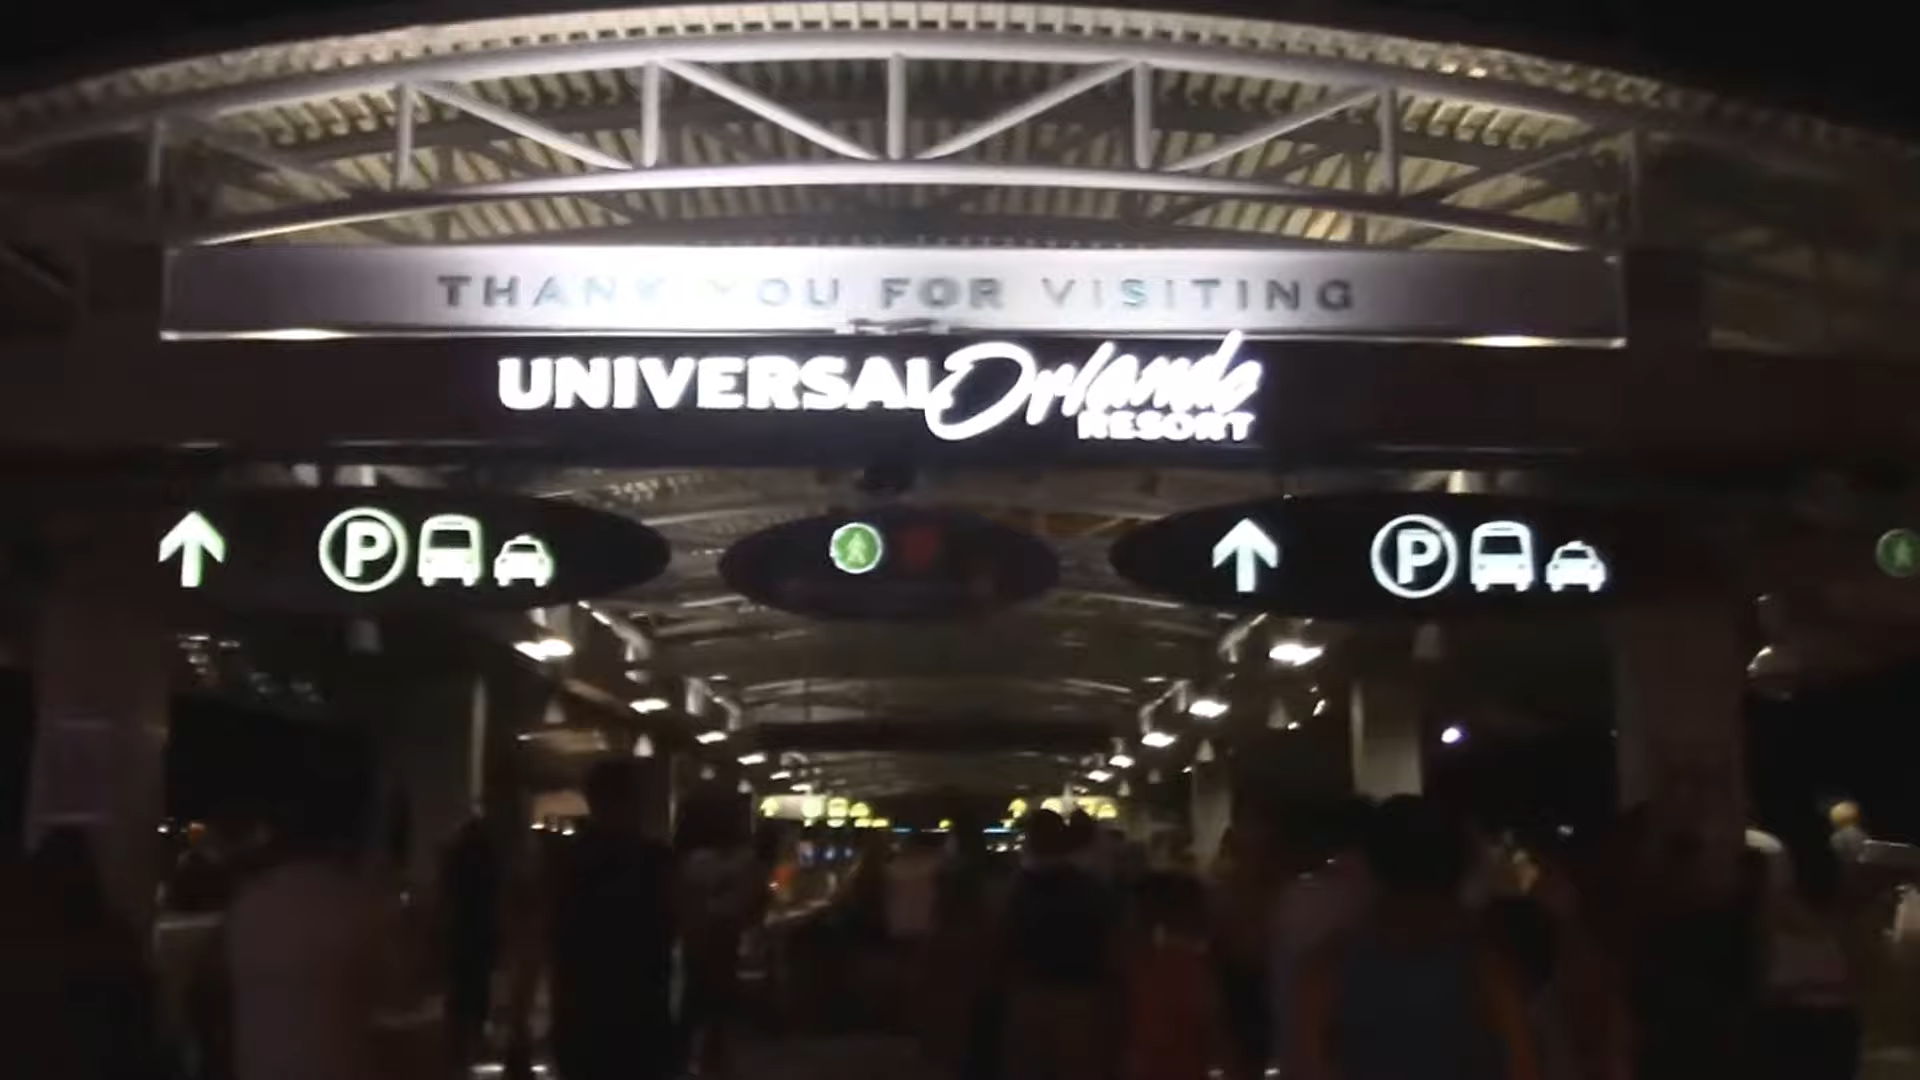 THANK YOU FOR VISITING
UNIVERSAL Orlando
RESORT
P
P